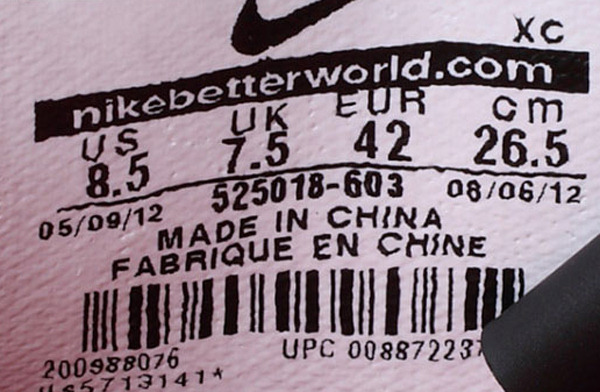 XC
nikebetterworld.com
US UK EUR cm
8.5 7.5 42 26.5
05/09/12 525018-603 08/06/12
MADE IN CHINA
FABRIQUE EN CHINE
200988076 UPC 00887223